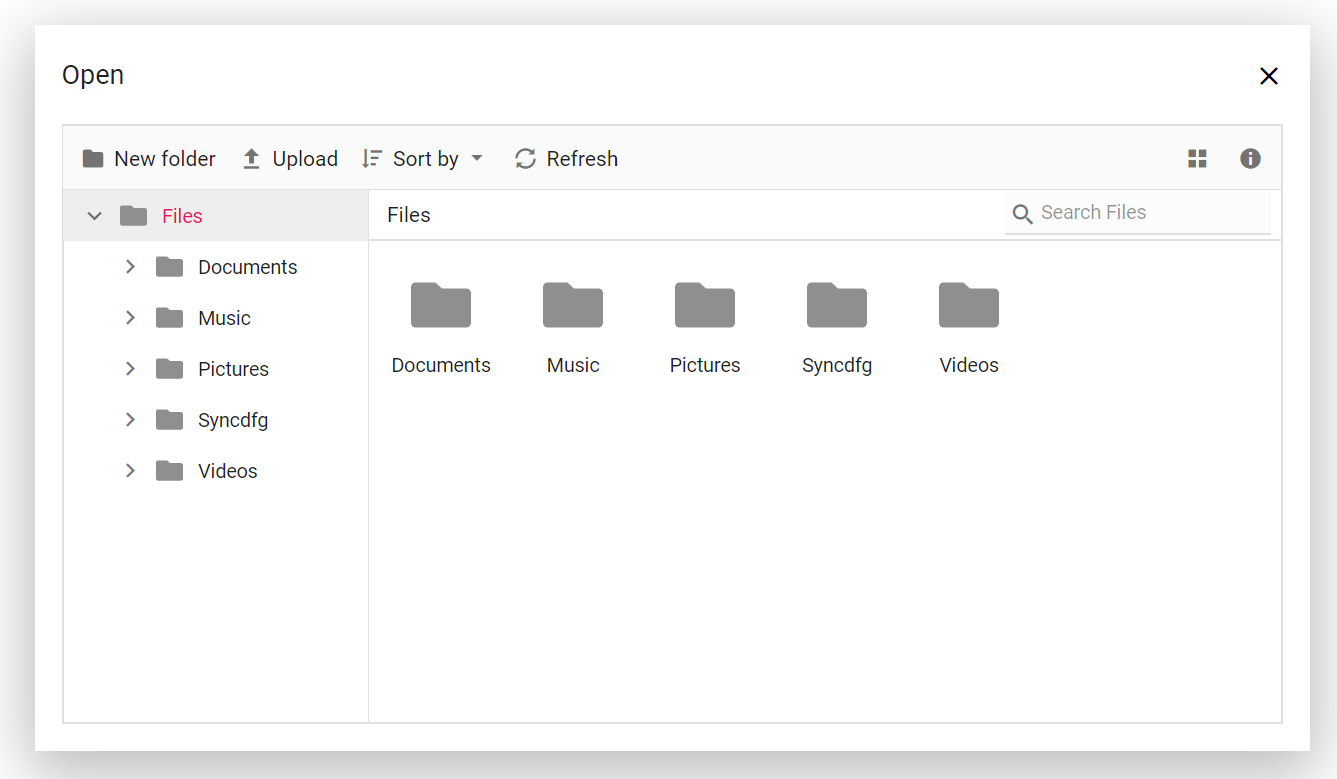 Open
New folder Upload Sort by Refresh
Files
Documents
Music
Pictures
Syncdfg
Videos
Files Search Files
Documents Music Pictures Syncdfg Videos